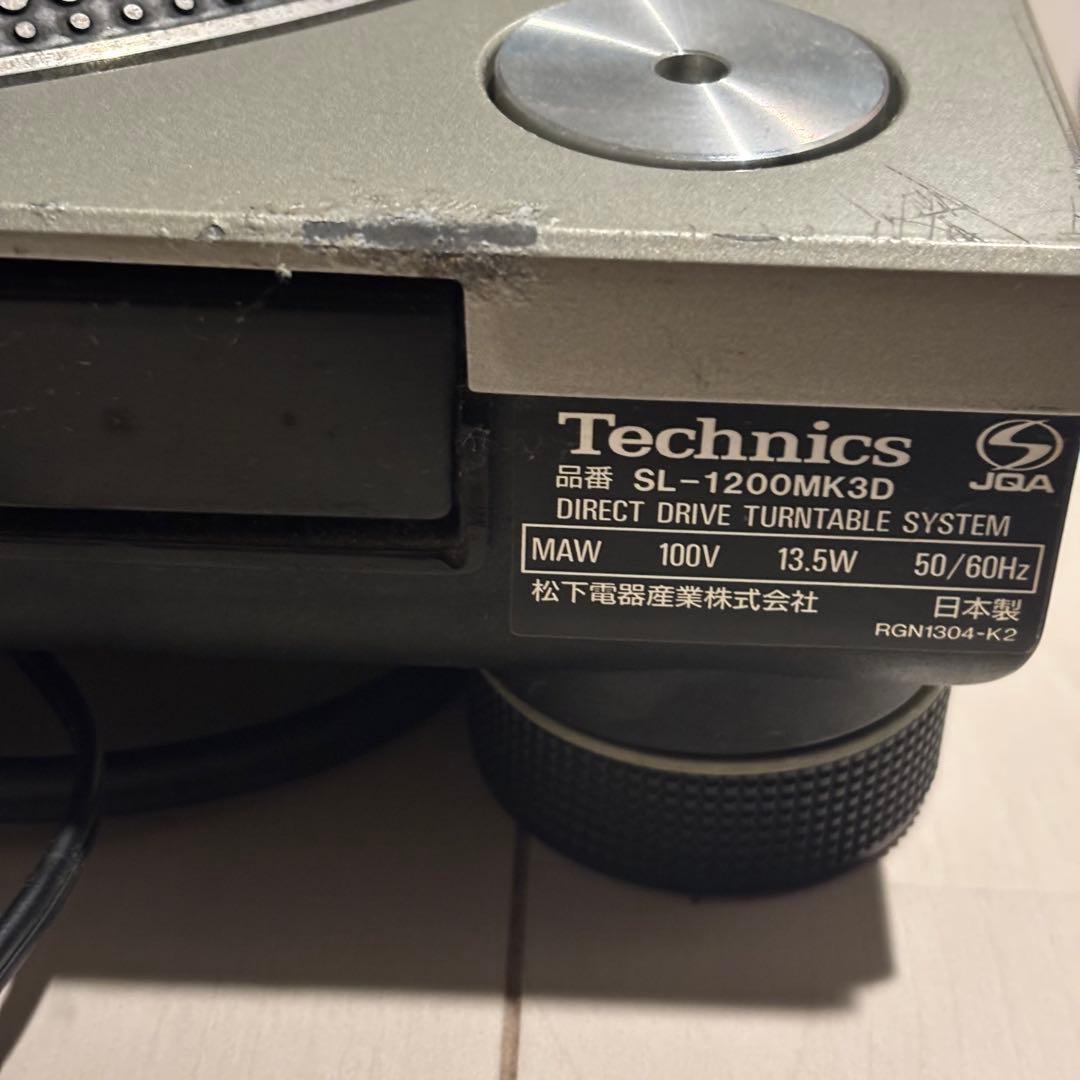 Technics
JQA
品番 SL-1200MK3D
DIRECT DRIVE TURNTABLE SYSTEM
MAW 100V 13.5W 50/60Hz
松下電器産業株式会社 日本製
RGN1304-K2